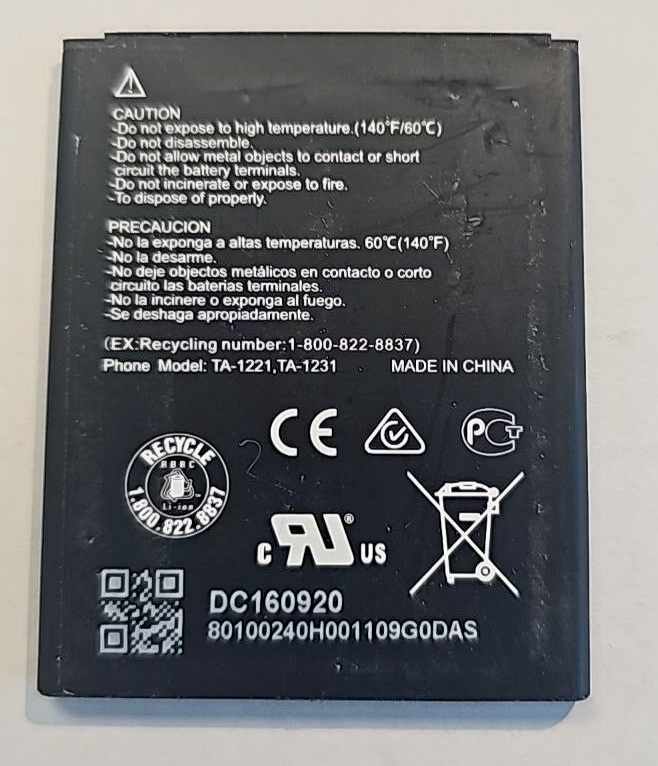 CAUTION
-Do not expose to high temperature.(140°F/60℃)
-Do not disassemble.
-Do not allow metal objects to contact or short
circuit the battery terminals.
-Do not incinerate or expose to fire.
-To dispose of properly.
PRECAUCION
-No la exponga a altas temperaturas. 60℃(140°F)
-No la desarme.
-No deje objectos metálicos en contacto o corto
circuito las baterias terminales.
-No la incinere o exponga al fuego.
-Se deshaga apropiadamente.
(EX:Recycling number:1-800-822-8837)
Phone Model: TA-1221,TA-1231 MADE IN CHINA
CE
RECYCLE
RBRC
Li-ion
1.800.822.8837
C RU® US
DC160920
80100240H001109G0DAS